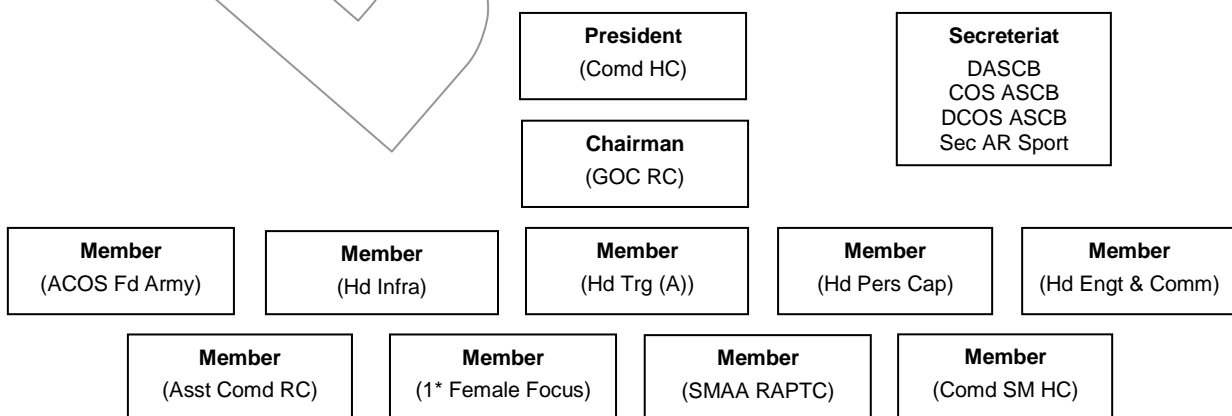 President
(Comd HC)
Secreteriat
DASCB
COS ASCB
DCOS ASCB
Sec AR Sport
Chairman
(GOC RC)
Member
(ACOS Fd Army)
Member
(Hd Infra)
Member
(Hd Trg (A))
Member
(Hd Pers Cap)
Member
(Hd Engt & Comm)
Member
(Asst Comd RC)
Member
(1* Female Focus)
Member
(SMAA RAPTC)
Member
(Comd SM HC)